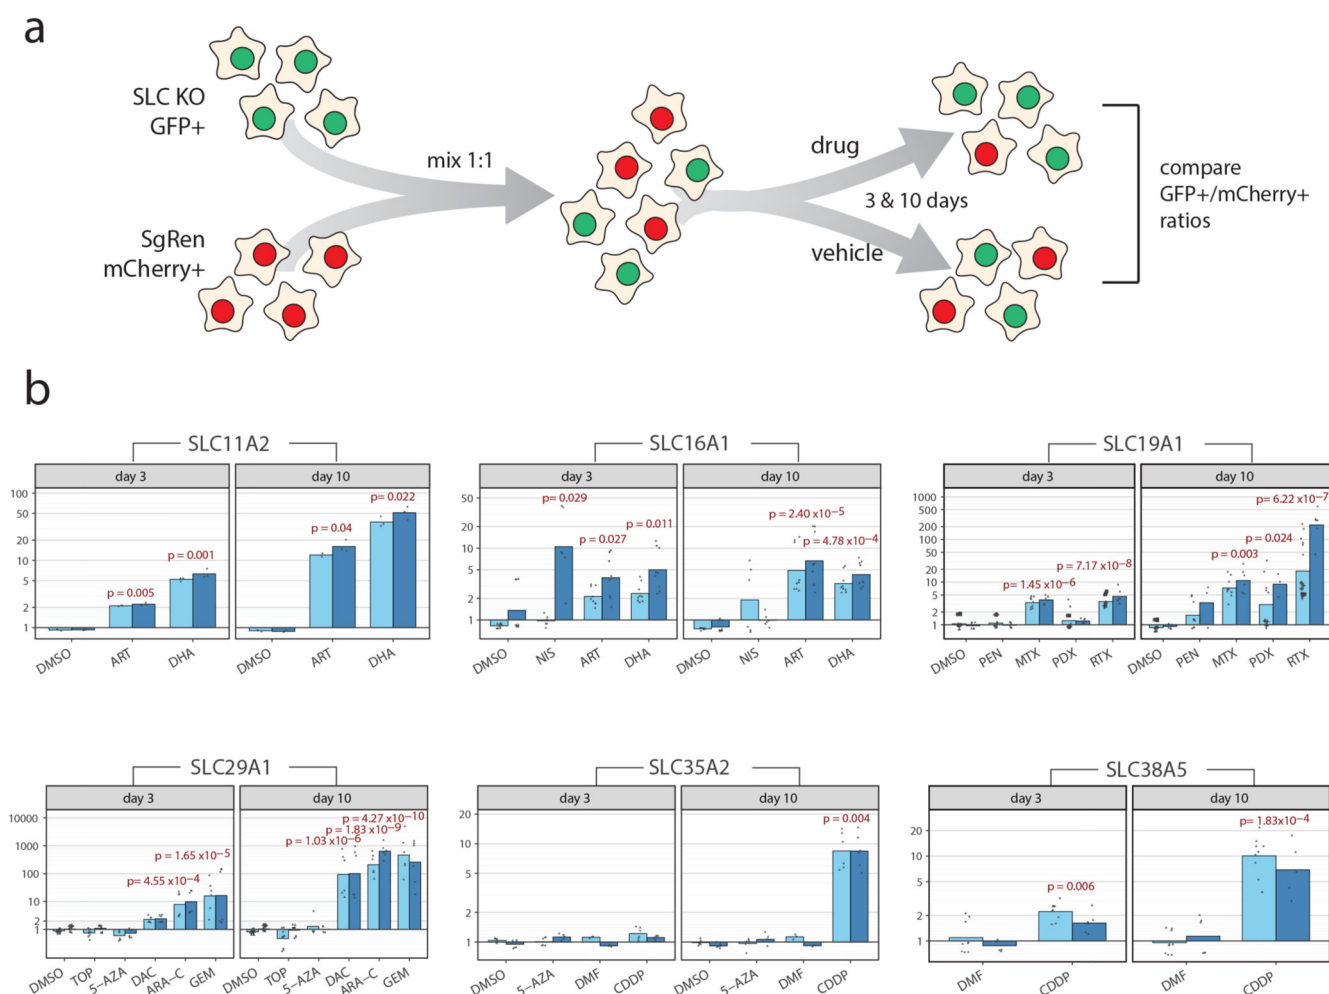 a
SLC KO
GFP+
mix 1:1
SgRen
mCherry+
drug
3 & 10 days
vehicle
compare
GFP+/mCherry+
ratios
b
SLC11A2
day 3
day 10
100
50
20
10
5
2
1
p = 0.005
p = 0.001
p = 0.04
p = 0.022
DMSO
ART
DHA
DMSO
ART
DHA
SLC16A1
day 3
day 10
50
20
10
5
2
1
p= 0.029
p = 0.027
p = 0.011
p = 2.40 x10−5
p = 4.78 x10−4
DMSO
NIS
ART
DHA
DMSO
NIS
ART
DHA
SLC19A1
day 3
day 10
1000
500
200
100
50
20
10
5
2
1
p = 1.45 x10−6
p = 7.17 x10−8
p = 0.003
p = 0.024
p = 6.22 x10−7
DMSO
PEN
MTX
PDX
RTX
DMSO
PEN
MTX
PDX
RTX
SLC29A1
day 3
day 10
10000
1000
100
10
2
1
p= 4.55 x10−4
p = 1.65 x10−5
p = 1.03 x10−6
p = 1.83 x10−9
p = 4.27 x10−10
DMSO
TOP
5−AZA
DAC
ARA−C
GEM
DMSO
TOP
5−AZA
DAC
ARA−C
GEM
SLC35A2
day 3
day 10
20
10
5
2
1
p = 0.004
DMSO
5−AZA
DMF
CDDP
DMSO
5−AZA
DMF
CDDP
SLC38A5
day 3
day 10
20
10
5
2
1
p = 0.006
p= 1.83x10−4
DMF
CDDP
DMF
CDDP